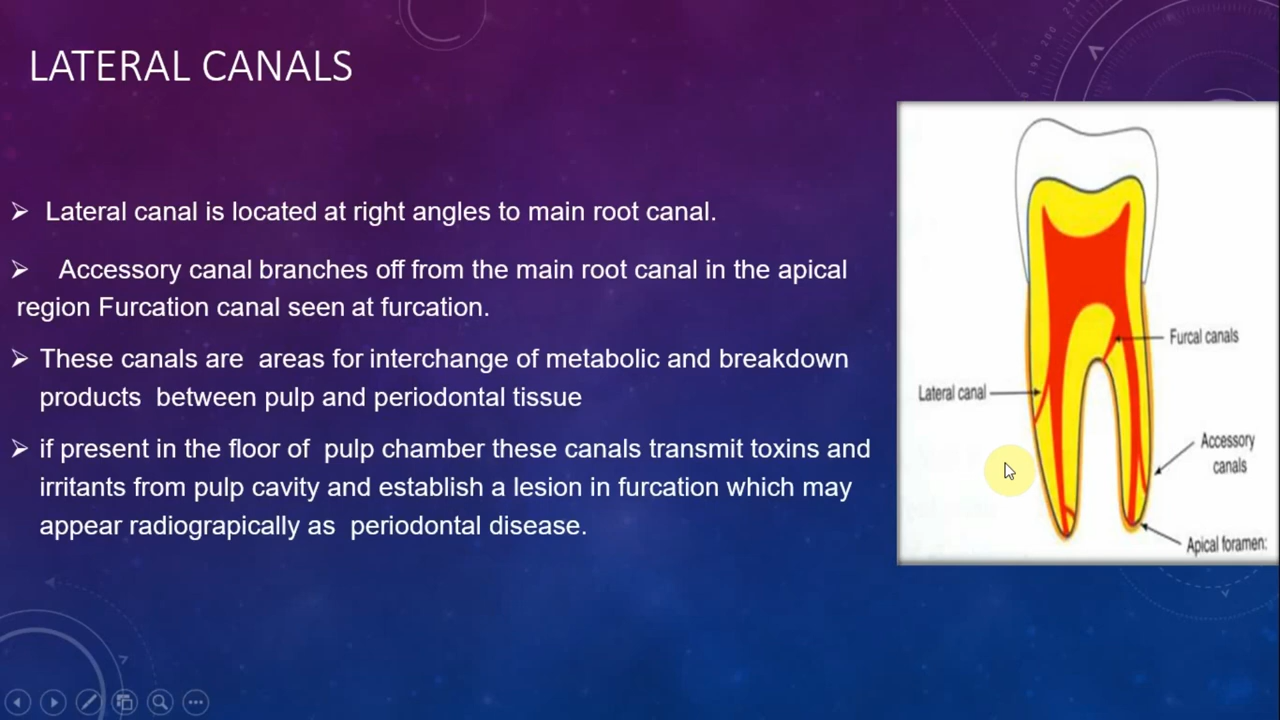 LATERAL CANALS
Lateral canal is located at right angles to main root canal.
Accessory canal branches off from the main root canal in the apical
region Furcation canal seen at furcation.
These canals are areas for interchange of metabolic and breakdown
products between pulp and periodontal tissue
if present in the floor of pulp chamber these canals transmit toxins and
irritants from pulp cavity and establish a lesion in furcation which may
appear radiograpically as periodontal disease.
Furcal canals
Lateral canal
Accessory
canals
Apical foramen:
190 200 210